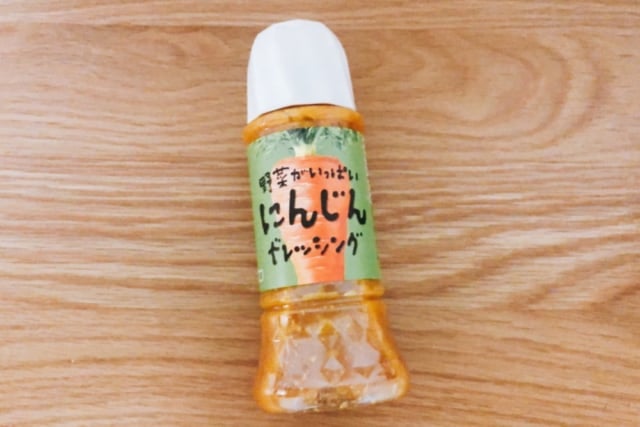 野菜がいっぱい
にんじん
ドレッシング